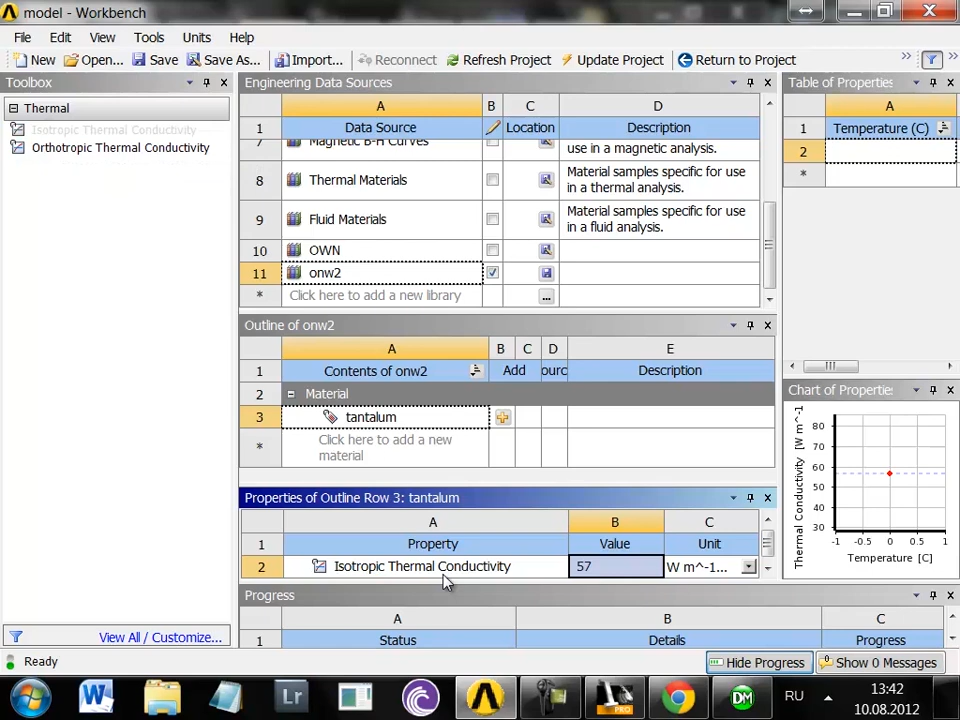 model - Workbench
File Edit View Tools Units Help
New Open... Save Save As... Import... Reconnect Refresh Project Update Project Return to Project
Toolbox
Thermal
Isotropic Thermal Conductivity
Orthotropic Thermal Conductivity
View All / Customize...
Engineering Data Sources
A B C D
1 Data Source Location Description
7 Magnetic B-H Curves use in a magnetic analysis.
8 Thermal Materials Material samples specific for use
in a thermal analysis.
9 Fluid Materials Material samples specific for use
in a fluid analysis.
10 OWN
11 onw2
* Click here to add a new library ...
Outline of onw2
A B C D E
1 Contents of onw2 Add ourc Description
2 Material
3 tantalum
* Click here to add a new
material
Properties of Outline Row 3: tantalum
A B C
1 Property Value Unit
2 Isotropic Thermal Conductivity 57 W m^-1...
Progress
A B C
1 Status Details Progress
Table of Properties
A
1 Temperature (C)
2
*
Chart of Properties
Thermal Conductivity [W m^-1
80
70
60
50
40
30
-1 -0.5 0 0.5 1
Temperature [C]
Ready Hide Progress Show 0 Messages
W Lr PRO DM RU 13:42
10.08.2012